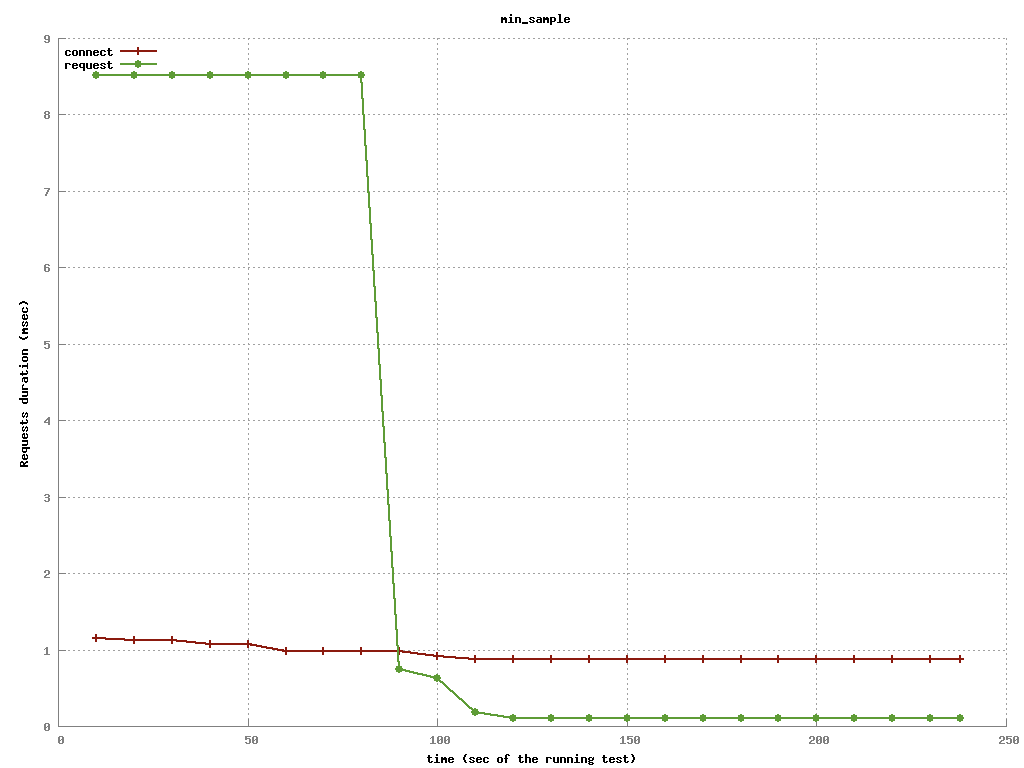 min_sample
9
connect
request
8
7
6
5
4
3
2
1
0
Requests duration (msec)
0 50 100 150 200 250
time (sec of the running test)